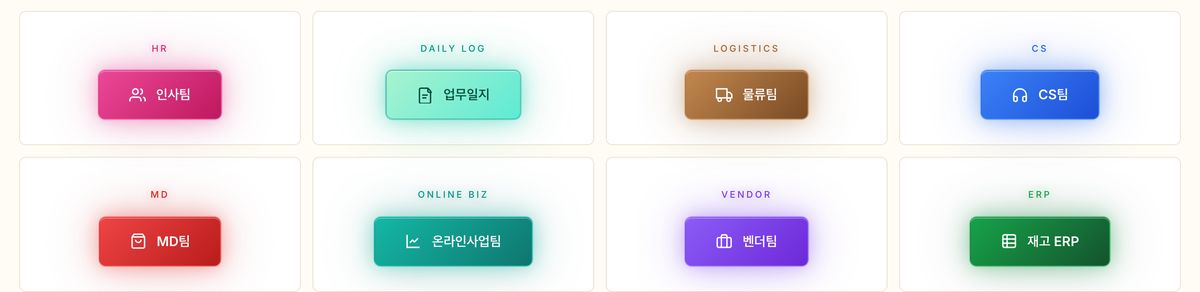 HR
인사팀
DAILY LOG
업무일지
LOGISTICS
물류팀
CS
CS팀
MD
MD팀
ONLINE BIZ
온라인사업팀
VENDOR
벤더팀
ERP
재고 ERP